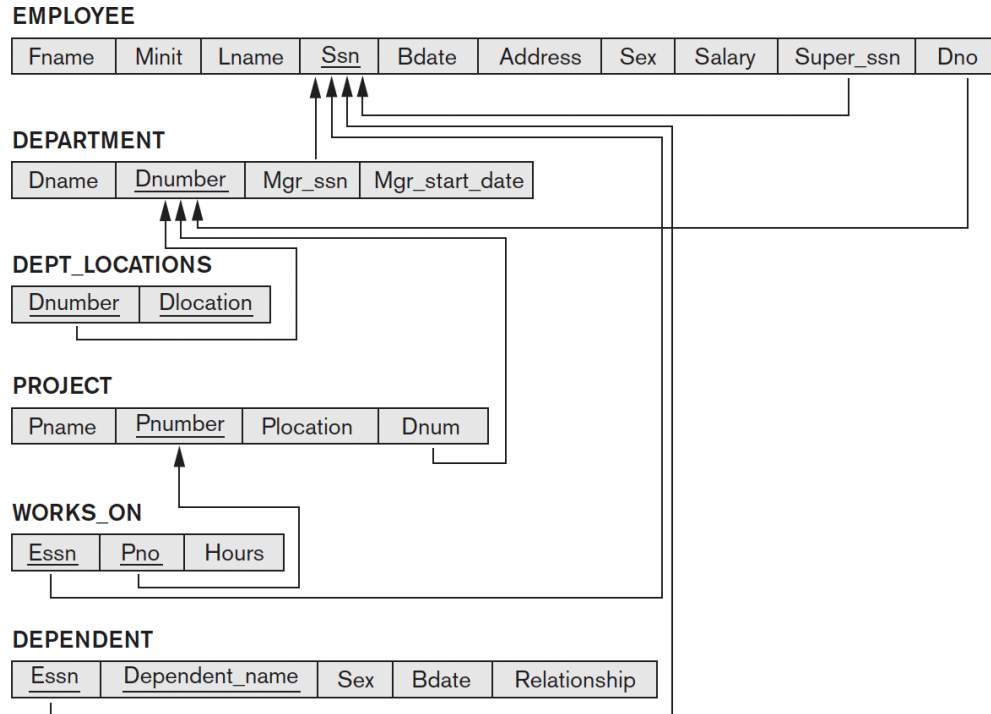 EMPLOYEE
Fname Minit Lname Ssn Bdate Address Sex Salary Super_ssn Dno
DEPARTMENT
Dname Dnumber Mgr_ssn Mgr_start_date
DEPT_LOCATIONS
Dnumber Dlocation
PROJECT
Pname Pnumber Plocation Dnum
WORKS_ON
Essn Pno Hours
DEPENDENT
Essn Dependent_name Sex Bdate Relationship